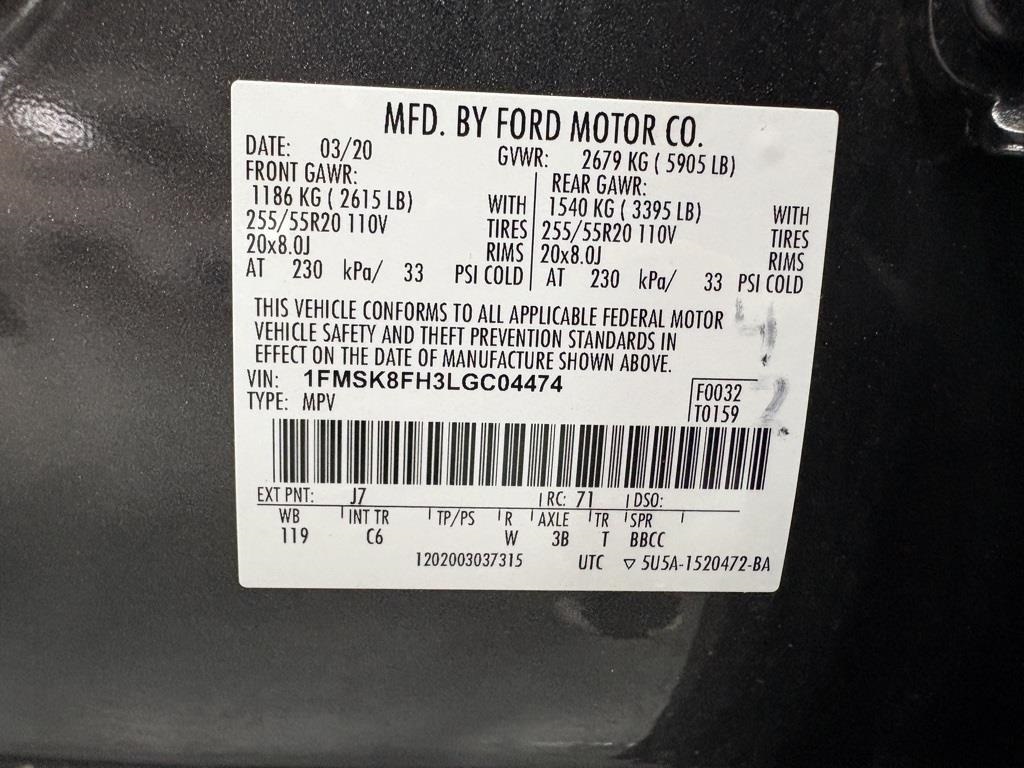 MFD. BY FORD MOTOR CO.
DATE: 03/20 GVWR: 2679 KG ( 5905 LB)
FRONT GAWR: REAR GAWR:
1186 KG ( 2615 LB) WITH 1540 KG ( 3395 LB) WITH
255/55R20 110V TIRES 255/55R20 110V TIRES
20x8.0J RIMS 20x8.0J RIMS
AT 230 kPa/ 33 PSI COLD AT 230 kPa/ 33 PSI COLD
THIS VEHICLE CONFORMS TO ALL APPLICABLE FEDERAL MOTOR
VEHICLE SAFETY AND THEFT PREVENTION STANDARDS IN
EFFECT ON THE DATE OF MANUFACTURE SHOWN ABOVE.
4
VIN: 1FMSK8FH3LGC04474
TYPE: MPV
F0032
T0159
2
EXT PNT: J7 RC: 71 DSO:
WB INT TR TP/PS R AXLE TR SPR
119 C6 W 3B T BBCC
1202003037315 UTC ▽ 5U5A-1520472-BA